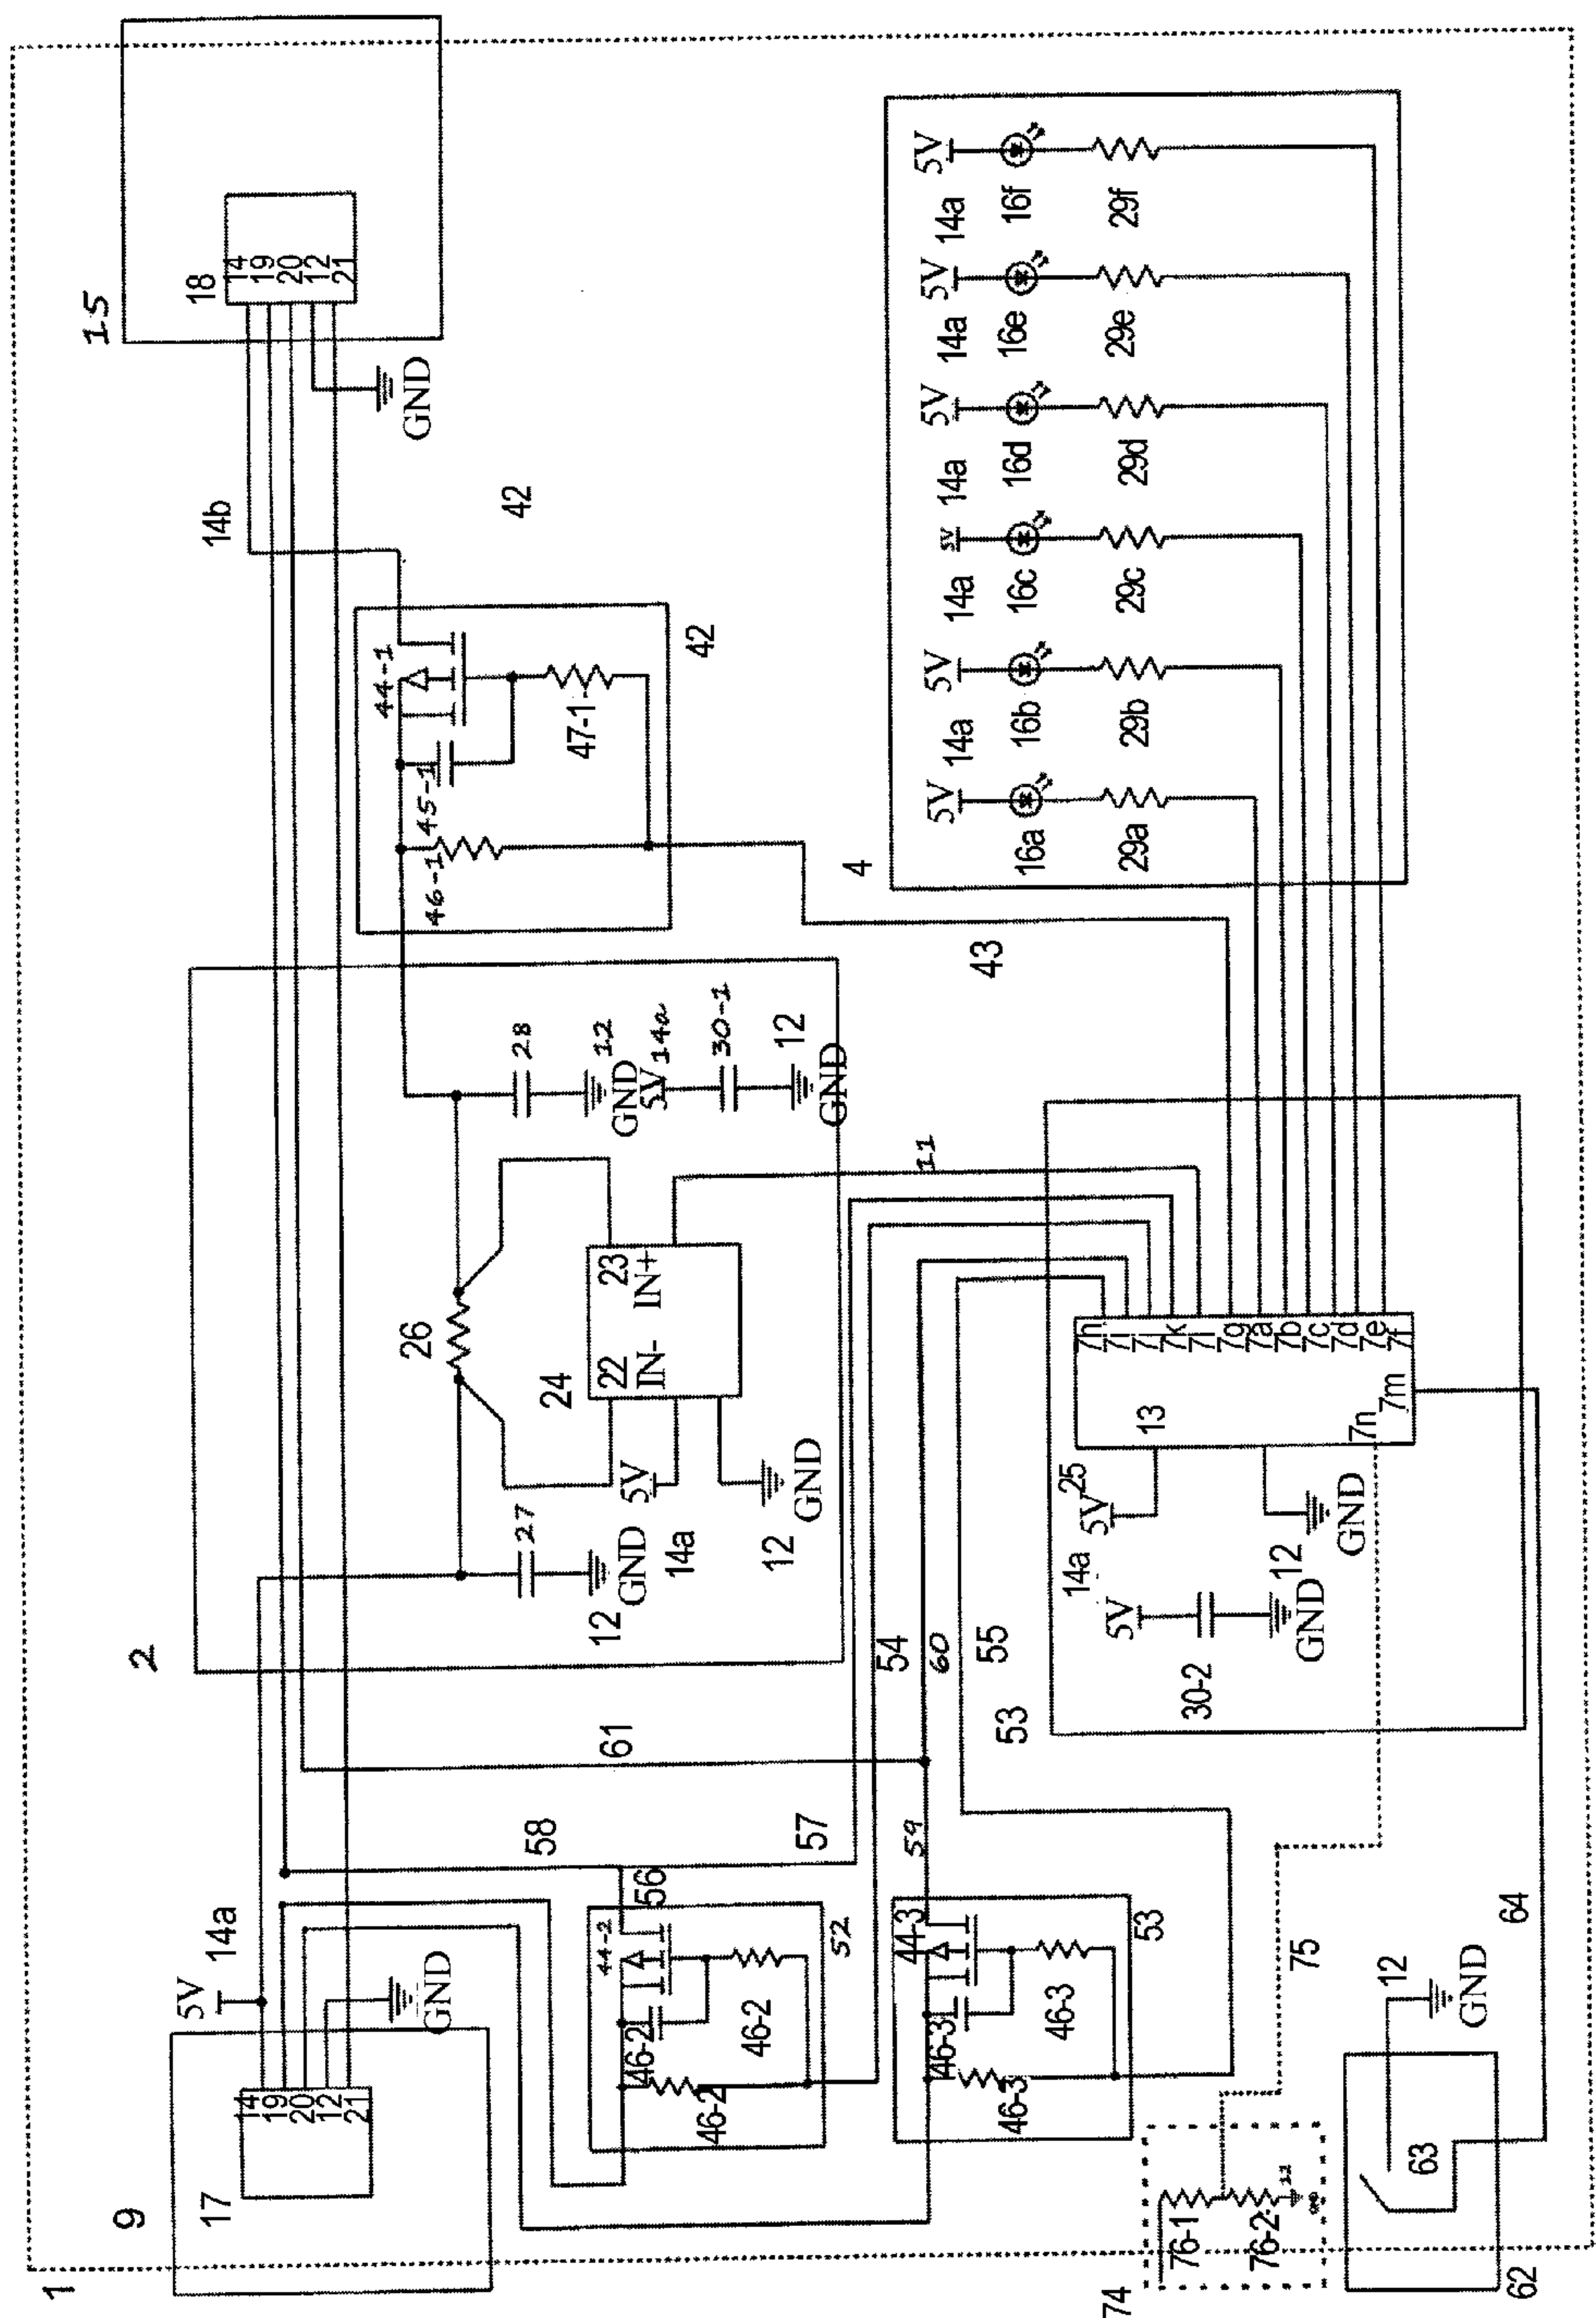 1
15
9
2
17
5V
14a
14b
18
14
19
20
12
21
14
19
20
12
21
GND
GND
26
44-1
46-1
45-1
42
27
28
12
GND
12
GND
24
22
IN-
23
IN+
47-1
42
5V
14a
5V
14a
30-1
12
GND
12
GND
58
61
44-2
56
46-2
46-2
46-2
52
57
54
59
60
11
4
43
44-3
46-3
46-3
46-3
53
53
55
5V
5V
5V
5V
5V
5V
14a
14a
14a
14a
14a
14a
16a
16b
16c
16d
16e
16f
29a
29b
29c
29d
29e
29f
14a
5V
25
5V
13
7h
7i
7j
7k
7l
7g
7a
7b
7c
7d
7e
7f
7n
7m
30-2
GND
12
GND
74
76-1
76-2
75
12
GND
63
64
62